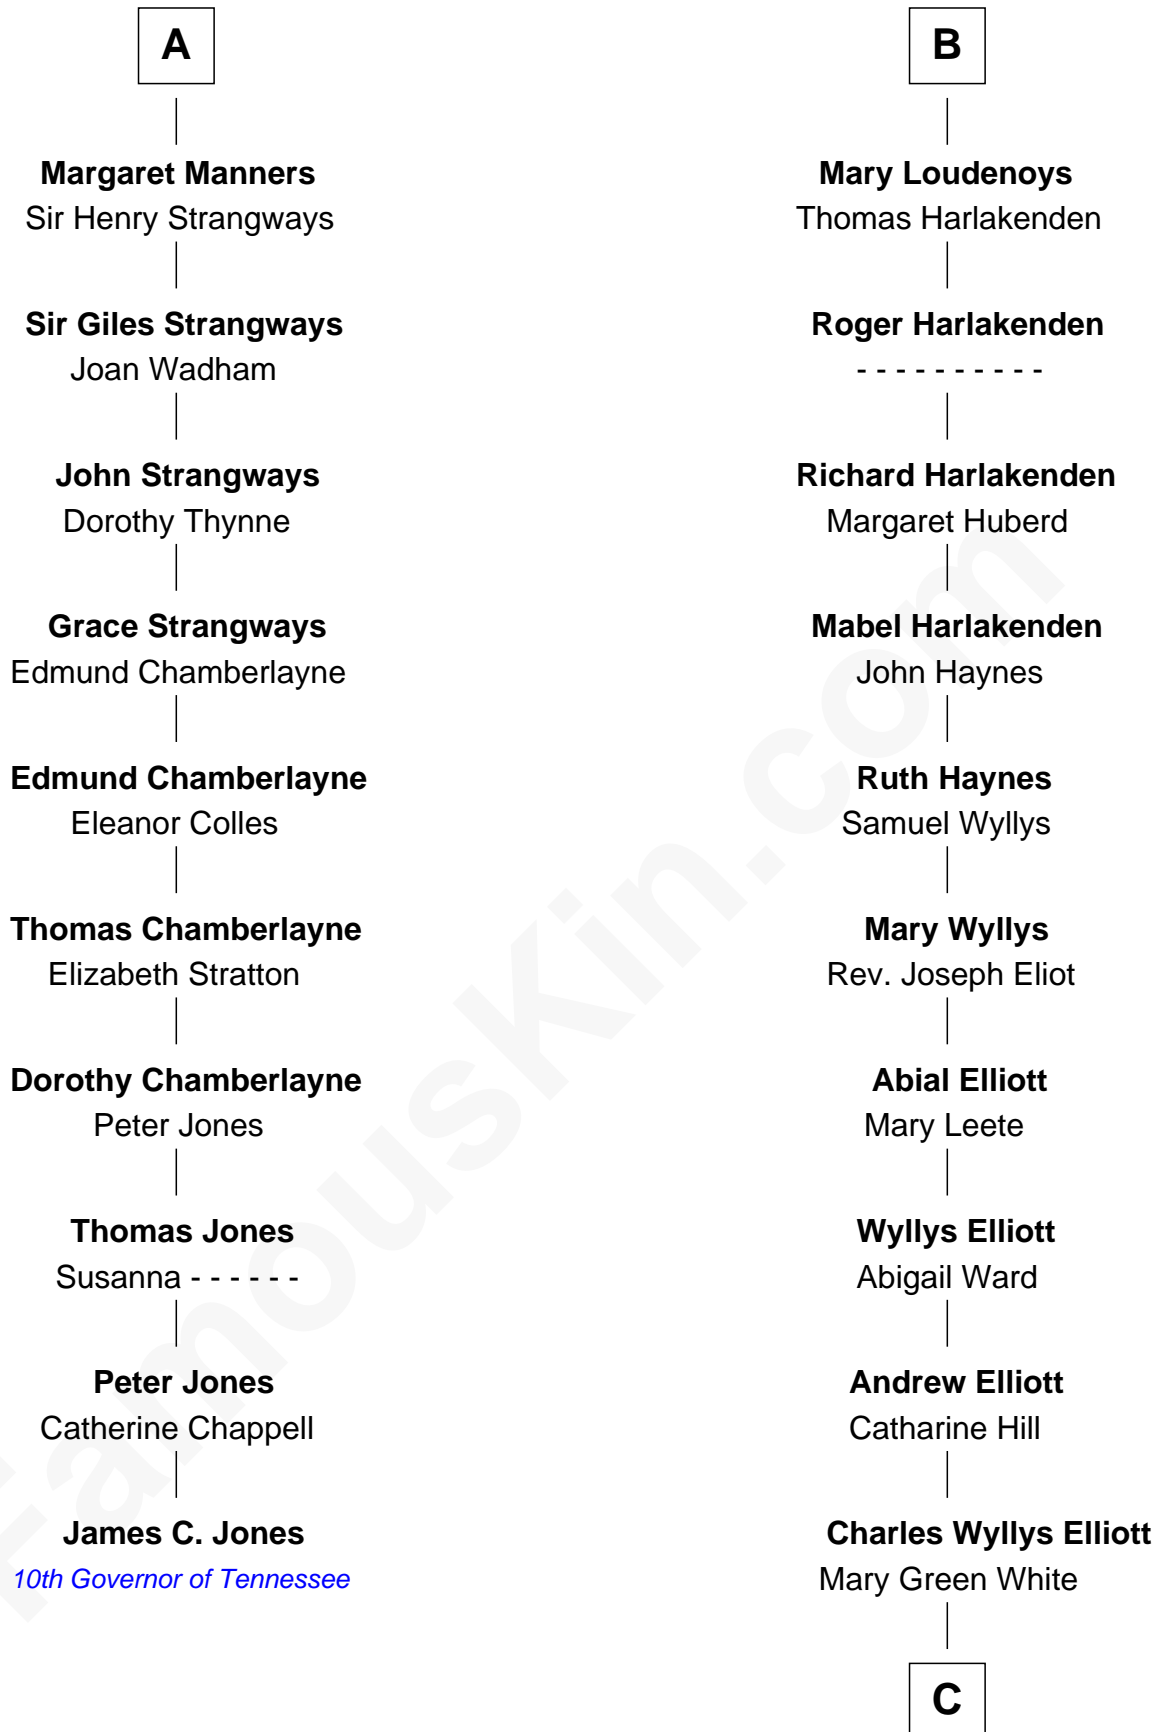 A
Margaret Manners
Sir Henry Strangways
Sir Giles Strangways
Joan Wadham
John Strangways
Dorothy Thynne
Grace Strangways
Edmund Chamberlayne
Edmund Chamberlayne
Eleanor Colles
Thomas Chamberlayne
Elizabeth Stratton
Dorothy Chamberlayne
Peter Jones
Thomas Jones
Susanna - - - - - -
Peter Jones
Catherine Chappell
James C. Jones
10th Governor of Tennessee
B
Mary Loudenoys
Thomas Harlakenden
Roger Harlakenden
- - - - - - - - - -
Richard Harlakenden
Margaret Huberd
Mabel Harlakenden
John Haynes
Ruth Haynes
Samuel Wyllys
Mary Wyllys
Rev. Joseph Eliot
Abial Elliott
Mary Leete
Wyllys Elliott
Abigail Ward
Andrew Elliott
Catharine Hill
Charles Wyllys Elliott
Mary Green White
C
FamousKin.com